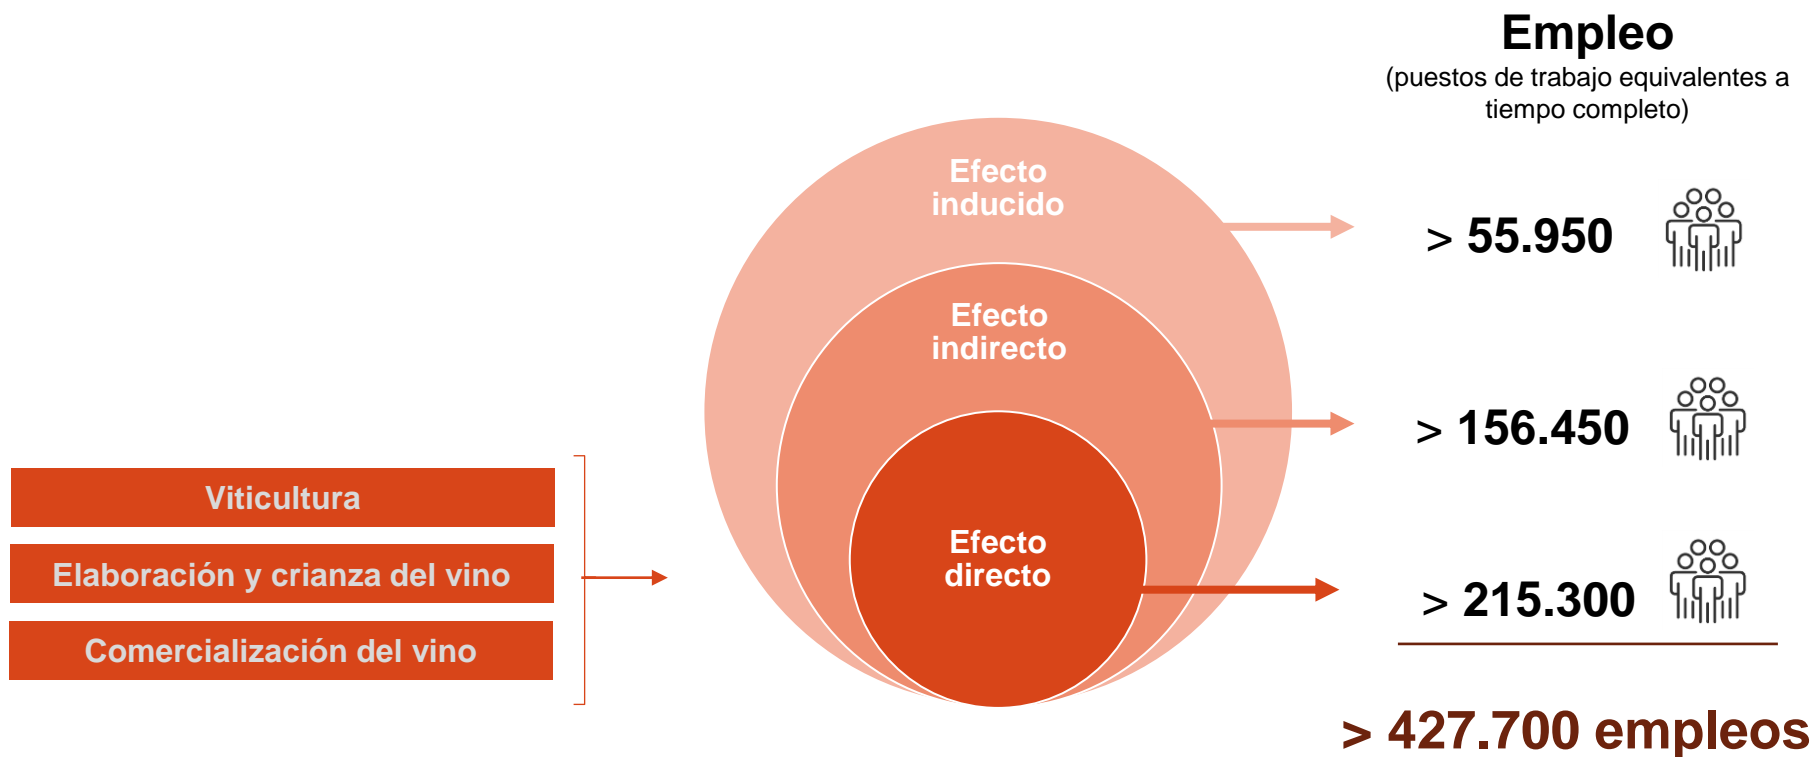 Empleo
(puestos de trabajo equivalentes a
tiempo completo)
Efecto
inducido
> 55.950
Efecto
indirecto
> 156.450
Viticultura
Elaboración y crianza del vino
Comercialización del vino
Efecto
directo
> 215.300
> 427.700 empleos